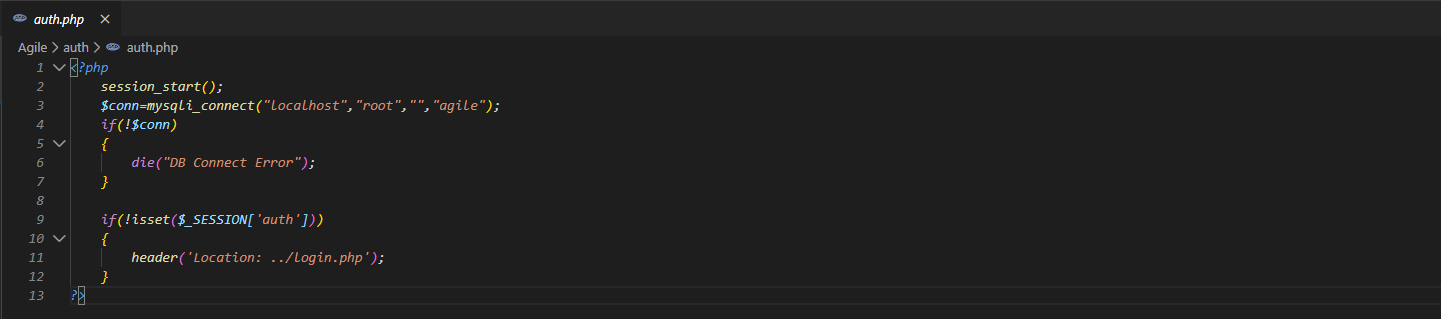 auth.php
Agile > auth > auth.php
1 <?php
2 session_start();
3 $conn=mysqli_connect("localhost","root","","agile");
4 if(!$conn)
5 {
6 die("DB Connect Error");
7 }
8
9 if(!isset($_SESSION['auth']))
10 {
11 header('Location: ../login.php');
12 }
13 ?>